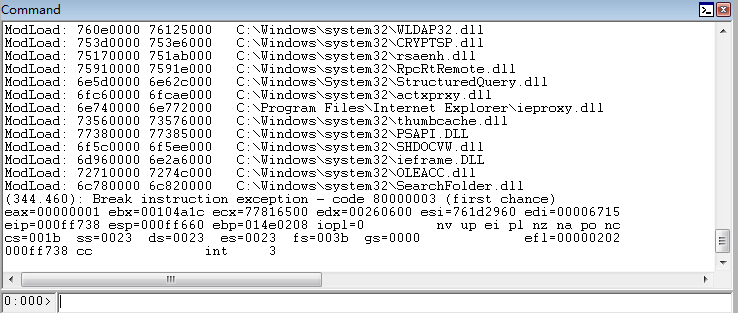 Command
ModLoad: 760e0000 76125000   C:\Windows\system32\WLDAP32.dll
ModLoad: 753d0000 753e6000   C:\Windows\system32\CRYPTSP.dll
ModLoad: 75170000 751ab000   C:\Windows\system32\rsaenh.dll
ModLoad: 75910000 7591e000   C:\Windows\system32\RpcRtRemote.dll
ModLoad: 6e5d0000 6e62c000   C:\Windows\system32\StructuredQuery.dll
ModLoad: 6fc60000 6fcae000   C:\Windows\system32\actxprxy.dll
ModLoad: 6e740000 6e772000   C:\Program Files\Internet Explorer\ieproxy.dll
ModLoad: 73560000 73576000   C:\Windows\system32\thumbcache.dll
ModLoad: 77380000 77385000   C:\Windows\system32\PSAPI.DLL
ModLoad: 6f5c0000 6f5ee000   C:\Windows\system32\SHDOCVW.dll
ModLoad: 6d960000 6e2a6000   C:\Windows\system32\ieframe.DLL
ModLoad: 72710000 7274c000   C:\Windows\system32\OLEACC.dll
ModLoad: 6c780000 6c820000   C:\Windows\system32\SearchFolder.dll
(344.460): Break instruction exception - code 80000003 (first chance)
eax=00000001 ebx=00104a1c ecx=77816500 edx=00260600 esi=761d2960 edi=00006715
eip=000ff738 esp=000ff660 ebp=014e0208 iopl=0         nv up ei pl nz na po nc
cs=001b  ss=0023  ds=0023  es=0023  fs=003b  gs=0000             efl=00000202
000ff738 cc              int     3
0:000>